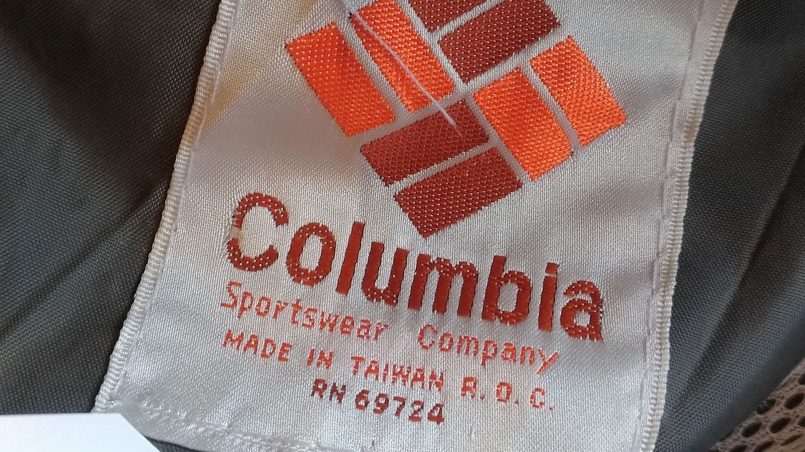 Columbia
Sportswear Company
MADE IN TAIWAN R.O.C.
RN 69724